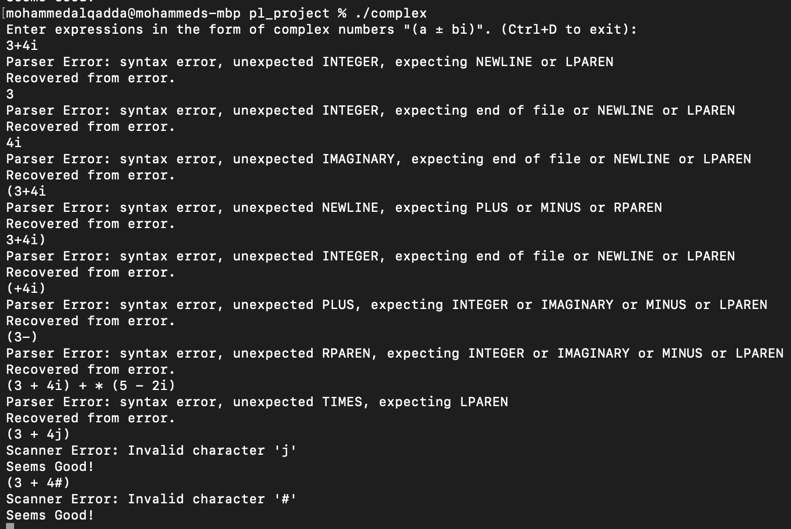 [mohammedalqadda@mohammeds-mbp pl_project % ./complex
Enter expressions in the form of complex numbers "(a ± bi)". (Ctrl+D to exit):
3+4i
Parser Error: syntax error, unexpected INTEGER, expecting NEWLINE or LPAREN
Recovered from error.
3
Parser Error: syntax error, unexpected INTEGER, expecting end of file or NEWLINE or LPAREN
Recovered from error.
4i
Parser Error: syntax error, unexpected IMAGINARY, expecting end of file or NEWLINE or LPAREN
Recovered from error.
(3+4i
Parser Error: syntax error, unexpected NEWLINE, expecting PLUS or MINUS or RPAREN
Recovered from error.
3+4i)
Parser Error: syntax error, unexpected INTEGER, expecting end of file or NEWLINE or LPAREN
Recovered from error.
(+4i)
Parser Error: syntax error, unexpected PLUS, expecting INTEGER or IMAGINARY or MINUS or LPAREN
Recovered from error.
(3-)
Parser Error: syntax error, unexpected RPAREN, expecting INTEGER or IMAGINARY or MINUS or LPAREN
Recovered from error.
(3 + 4i) + * (5 - 2i)
Parser Error: syntax error, unexpected TIMES, expecting LPAREN
Recovered from error.
(3 + 4j)
Scanner Error: Invalid character 'j'
Seems Good!
(3 + 4#)
Scanner Error: Invalid character '#'
Seems Good!